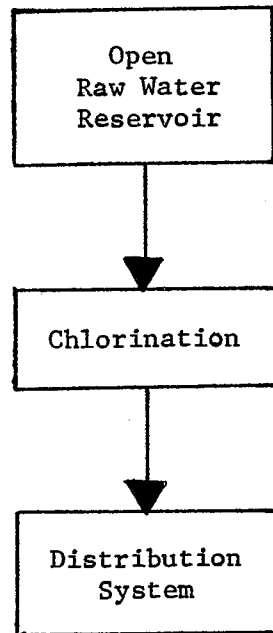 Open
Raw Water
Reservoir
Chlorination
Distribution
System